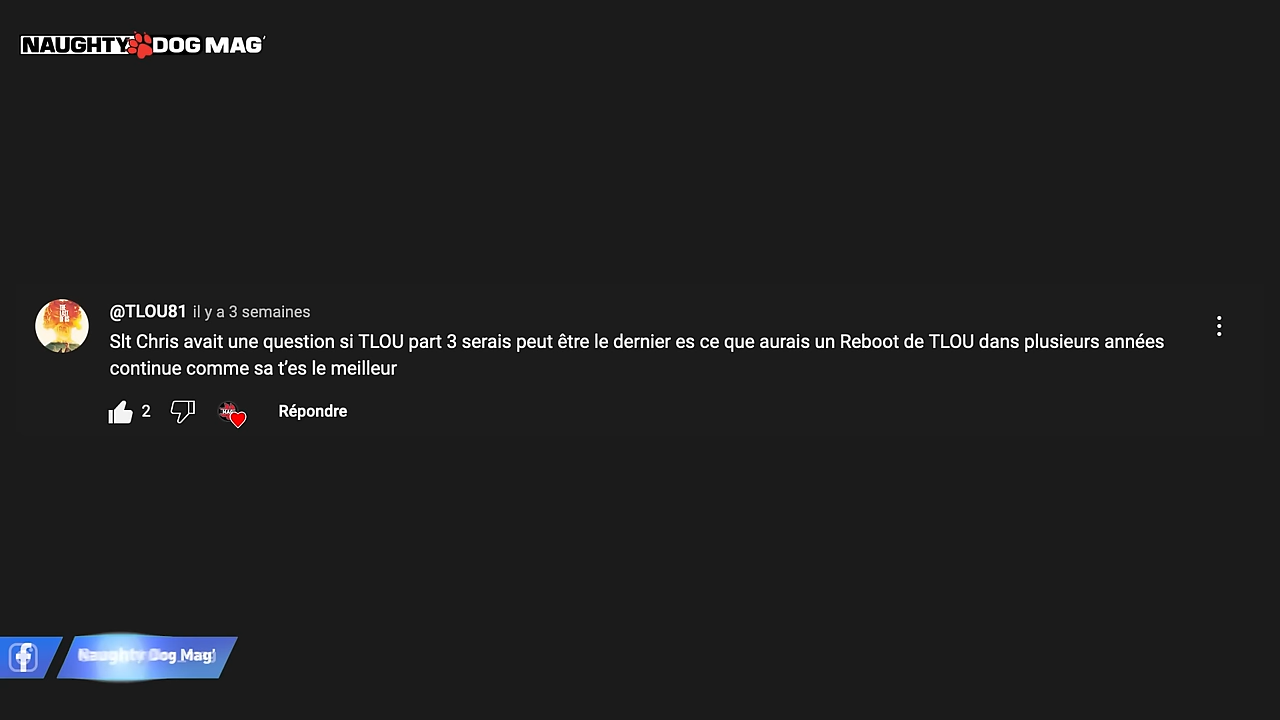 NAUGHTY DOG MAG'
@TLOU81 il y a 3 semaines
Slt Chris avait une question si TLOU part 3 serais peut être le dernier es ce que aurais un Reboot de TLOU dans plusieurs années
continue comme sa t’es le meilleur
2 Répondre
Naughty Dog Mag'